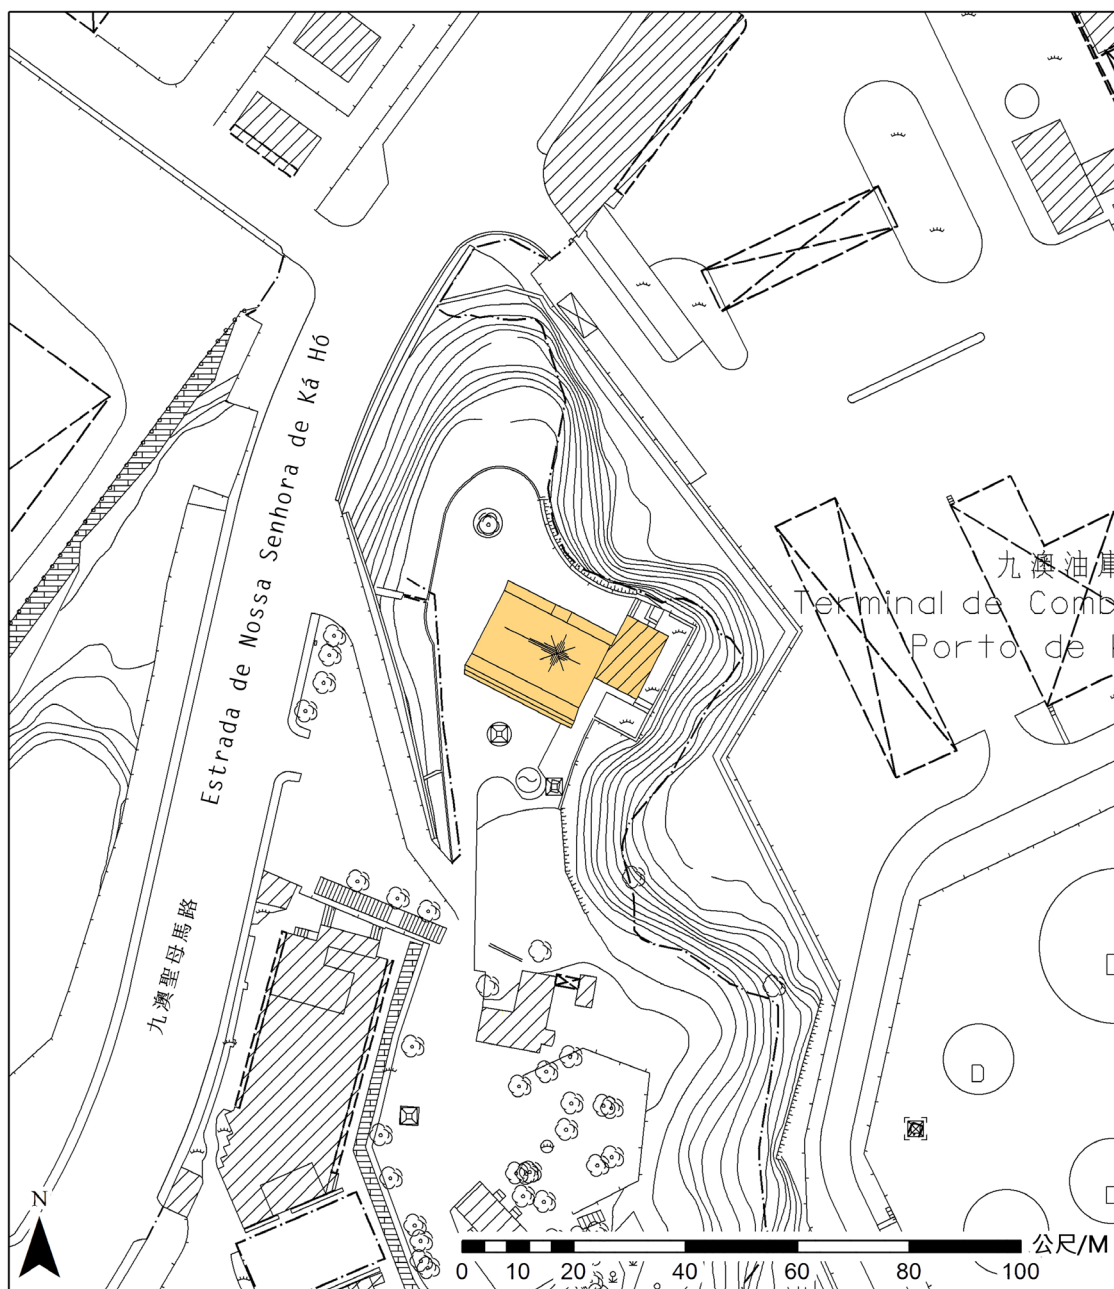 Estrada de Nossa Senhora de Ká Hó
九澳油庫
Terminal de Comb
Porto de
九澳聖母馬路
D
D
D
N
公尺/M
0 10 20 40 60 80 100